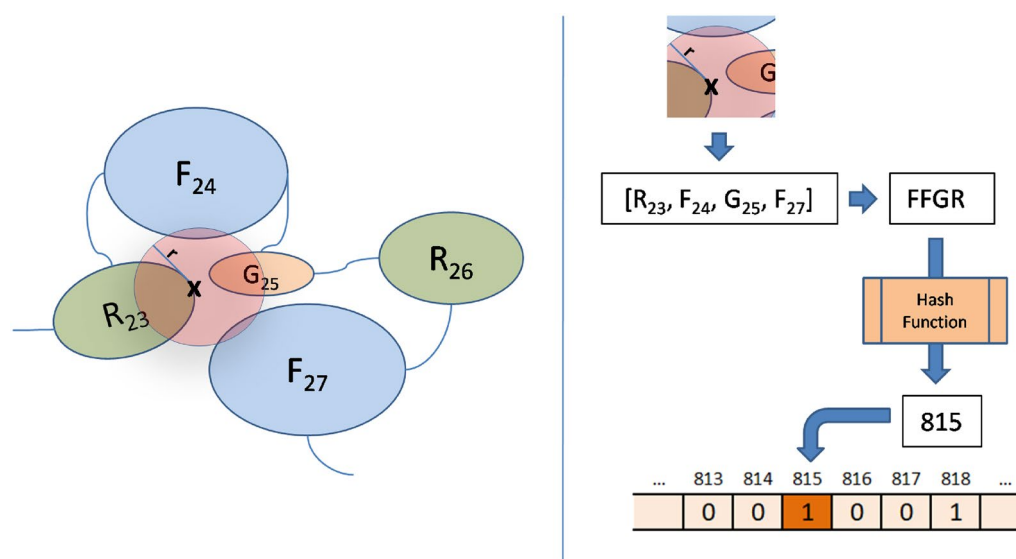 F₂₄
r
G₂₅
R₂₆
X
R₂₃
F₂₇
r
G
X
[R₂₃, F₂₄, G₂₅, F₂₇]
FFGR
Hash
Function
815
... 813 814 815 816 817 818 ...
0 0 1 0 0 1